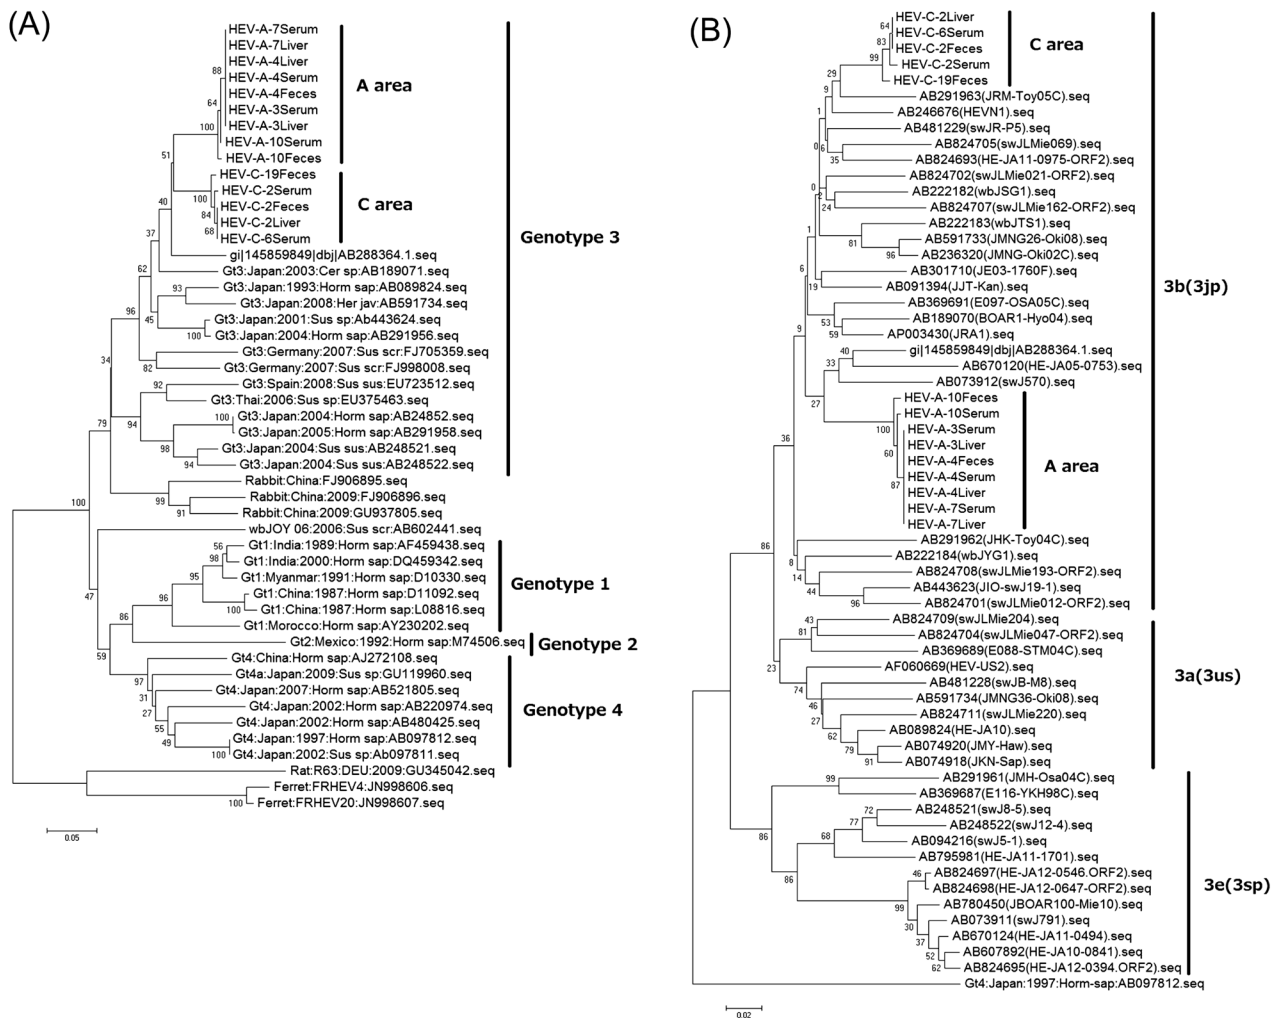 (A)
HEV-A-7Serum
HEV-A-7Liver
HEV-A-4Liver
HEV-A-4Serum
HEV-A-4Feces
HEV-A-3Serum
HEV-A-3Liver
HEV-A-10Serum
HEV-A-10Feces
A area
HEV-C-19Feces
HEV-C-2Serum
HEV-C-2Feces
HEV-C-2Liver
HEV-C-6Serum
C area
gi|145859849|dbj|AB288364.1.seq
Gt3:Japan:2003:Cer sp:AB189071.seq
Gt3:Japan:1993:Horm sap:AB089824.seq
Gt3:Japan:2008:Her jav:AB591734.seq
Gt3:Japan:2001:Sus sp:Ab443624.seq
Gt3:Japan:2004:Horm sap:AB291956.seq
Gt3:Germany:2007:Sus scr:FJ705359.seq
Gt3:Germany:2007:Sus scr:FJ998008.seq
Gt3:Spain:2008:Sus sus:EU723512.seq
Gt3:Thai:2006:Sus sp:EU375463.seq
Gt3:Japan:2004:Horm sap:AB24852.seq
Gt3:Japan:2005:Horm sap:AB291958.seq
Gt3:Japan:2004:Sus sus:AB248521.seq
Gt3:Japan:2004:Sus sus:AB248522.seq
Genotype 3
Rabbit:China:FJ906895.seq
Rabbit:China:2009:FJ906896.seq
Rabbit:China:2009:GU937805.seq
wbJOY 06:2006:Sus scr:AB602441.seq
Gt1:India:1989:Horm sap:AF459438.seq
Gt1:India:2000:Horm sap:DQ459342.seq
Gt1:Myanmar:1991:Horm sap:D10330.seq
Gt1:China:1987:Horm sap:D11092.seq
Gt1:China:1987:Horm sap:L08816.seq
Gt1:Morocco:Horm sap:AY230202.seq
Genotype 1
Gt2:Mexico:1992:Horm sap:M74506.seq
Genotype 2
Gt4:China:Horm sap:AJ272108.seq
Gt4a:Japan:2009:Sus sp:GU119960.seq
Gt4:Japan:2007:Horm sap:AB521805.seq
Gt4:Japan:2002:Horm sap:AB220974.seq
Gt4:Japan:2002:Horm sap:AB480425.seq
Gt4:Japan:1997:Horm sap:AB097812.seq
Gt4:Japan:2002:Sus sp:Ab097811.seq
Genotype 4
Rat:R63:DEU:2009:GU345042.seq
Ferret:FRHEV4:JN998606.seq
Ferret:FRHEV20:JN998607.seq
88
64
100
51
100
84
68
40
37
62
93
45
100
96
82
34
92
94
100
98
94
79
99
91
100
56
98
95
96
100
86
47
59
97
31
27
55
49
100
100
0.05
(B)
HEV-C-2Liver
HEV-C-6Serum
HEV-C-2Feces
HEV-C-2Serum
HEV-C-19Feces
C area
AB291963(JRM-Toy05C).seq
AB246676(HEVN1).seq
AB481229(swJR-P5).seq
AB824705(swJLMie069).seq
AB824693(HE-JA11-0975-ORF2).seq
AB824702(swJLMie021-ORF2).seq
AB222182(wbJSG1).seq
AB824707(swJLMie162-ORF2).seq
AB222183(wbJTS1).seq
AB591733(JMNG26-Oki08).seq
AB236320(JMNG-Oki02C).seq
AB301710(JE03-1760F).seq
AB091394(JJT-Kan).seq
AB369691(E097-OSA05C).seq
AB189070(BOAR1-Hyo04).seq
AP003430(JRA1).seq
gi|145859849|dbj|AB288364.1.seq
AB670120(HE-JA05-0753).seq
AB073912(swJ570).seq
HEV-A-10Feces
HEV-A-10Serum
HEV-A-3Serum
HEV-A-3Liver
HEV-A-4Feces
HEV-A-4Serum
HEV-A-4Liver
HEV-A-7Serum
HEV-A-7Liver
A area
AB291962(JHK-Toy04C).seq
AB222184(wbJYG1).seq
AB824708(swJLMie193-ORF2).seq
AB443623(JIO-swJ19-1).seq
AB824701(swJLMie012-ORF2).seq
3b(3jp)
AB824709(swJLMie204).seq
AB824704(swJLMie047-ORF2).seq
AB369689(E088-STM04C).seq
AF060669(HEV-US2).seq
AB481228(swJB-M8).seq
AB591734(JMNG36-Oki08).seq
AB824711(swJLMie220).seq
AB089824(HE-JA10).seq
AB074920(JMY-Haw).seq
AB074918(JKN-Sap).seq
3a(3us)
AB291961(JMH-Osa04C).seq
AB369687(E116-YKH98C).seq
AB248521(swJ8-5).seq
AB248522(swJ12-4).seq
AB094216(swJ5-1).seq
AB795981(HE-JA11-1701).seq
AB824697(HE-JA12-0546.ORF2).seq
AB824698(HE-JA12-0647-ORF2).seq
AB780450(JBOAR100-Mie10).seq
AB073911(swJ791).seq
AB670124(HE-JA11-0494).seq
AB607892(HE-JA10-0841).seq
AB824695(HE-JA12-0394.ORF2).seq
3e(3sp)
Gt4:Japan:1997:Horm-sap:AB097812.seq
64
83
99
29
9
1
0
6
35
0
2
24
1
81
96
6
19
53
59
9
40
33
27
100
60
87
36
8
14
44
96
86
43
81
23
74
46
27
62
79
91
99
72
77
68
86
86
46
99
30
37
52
62
0.02